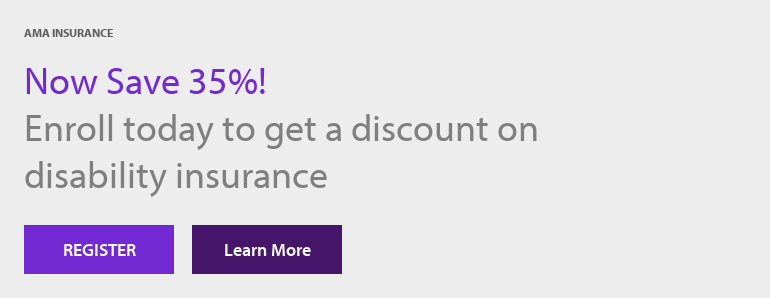 AMA INSURANCE
Now Save 35%!
Enroll today to get a discount on
disability insurance
REGISTER
Learn More